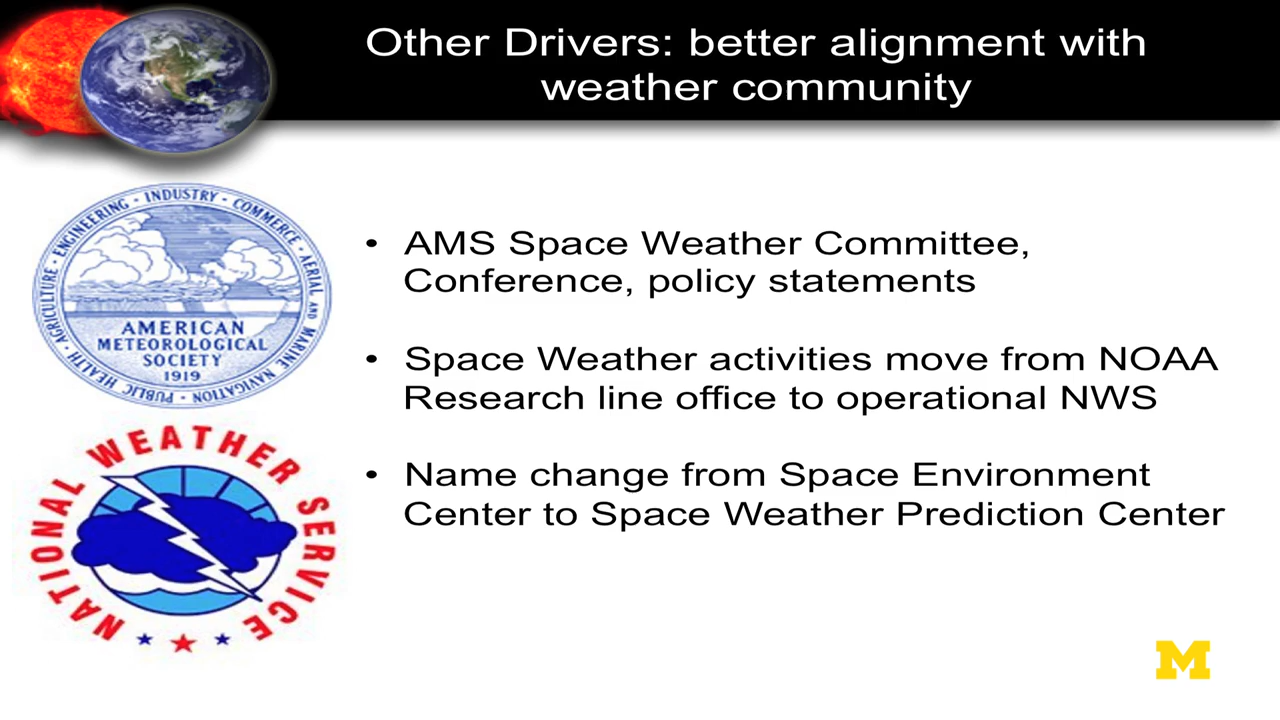 Other Drivers: better alignment with
weather community
INDUSTRY · COMMERCE · AERIAL AND MARINE NAVIGATION · PUBLIC HEALTH · AGRICULTURE · ENGINEERING ·
AMERICAN
METEOROLOGICAL
SOCIETY
1919
• AMS Space Weather Committee,
Conference, policy statements
• Space Weather activities move from NOAA
Research line office to operational NWS
• Name change from Space Environment
Center to Space Weather Prediction Center
NATIONAL WEATHER SERVICE
M